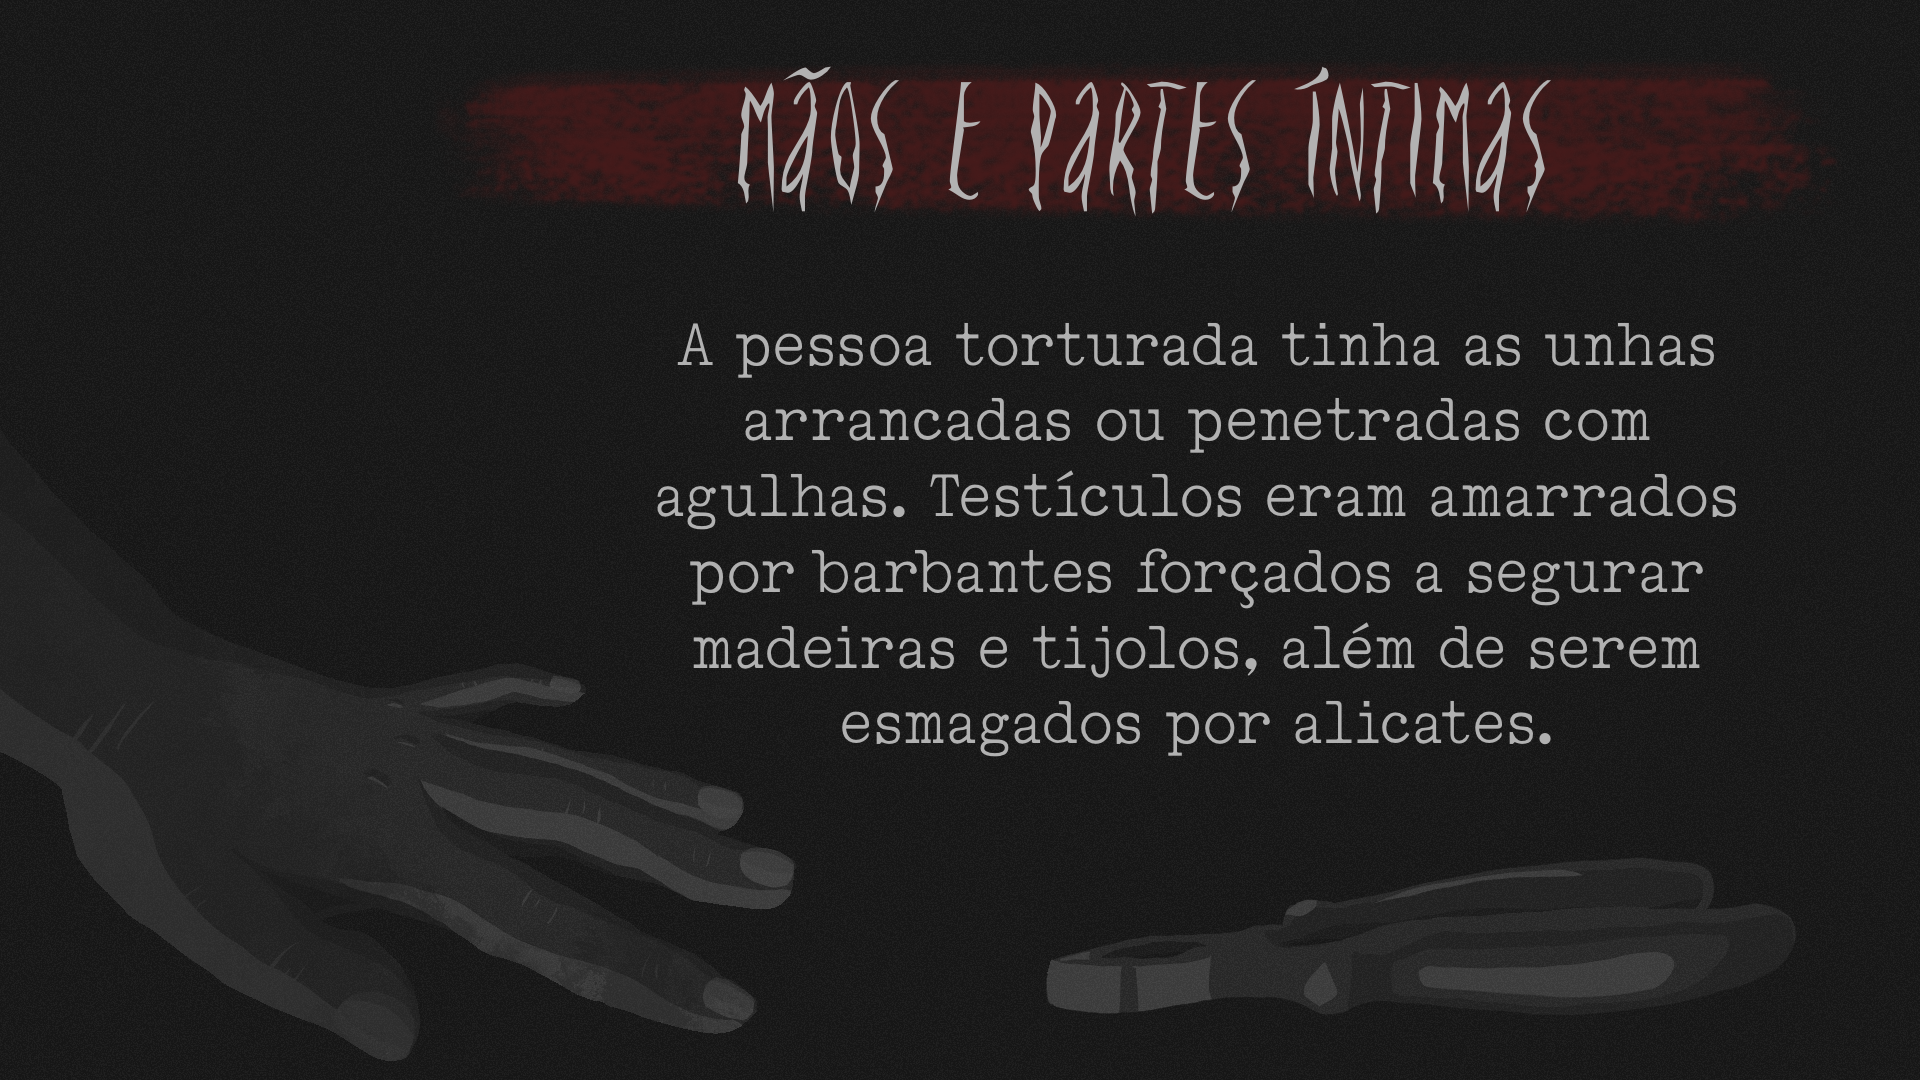 MÃOS E PARTES ÍNTIMAS
A pessoa torturada tinha as unhas
arrancadas ou penetradas com
agulhas. Testículos eram amarrados
por barbantes forçados a segurar
madeiras e tijolos, além de serem
esmagados por alicates.